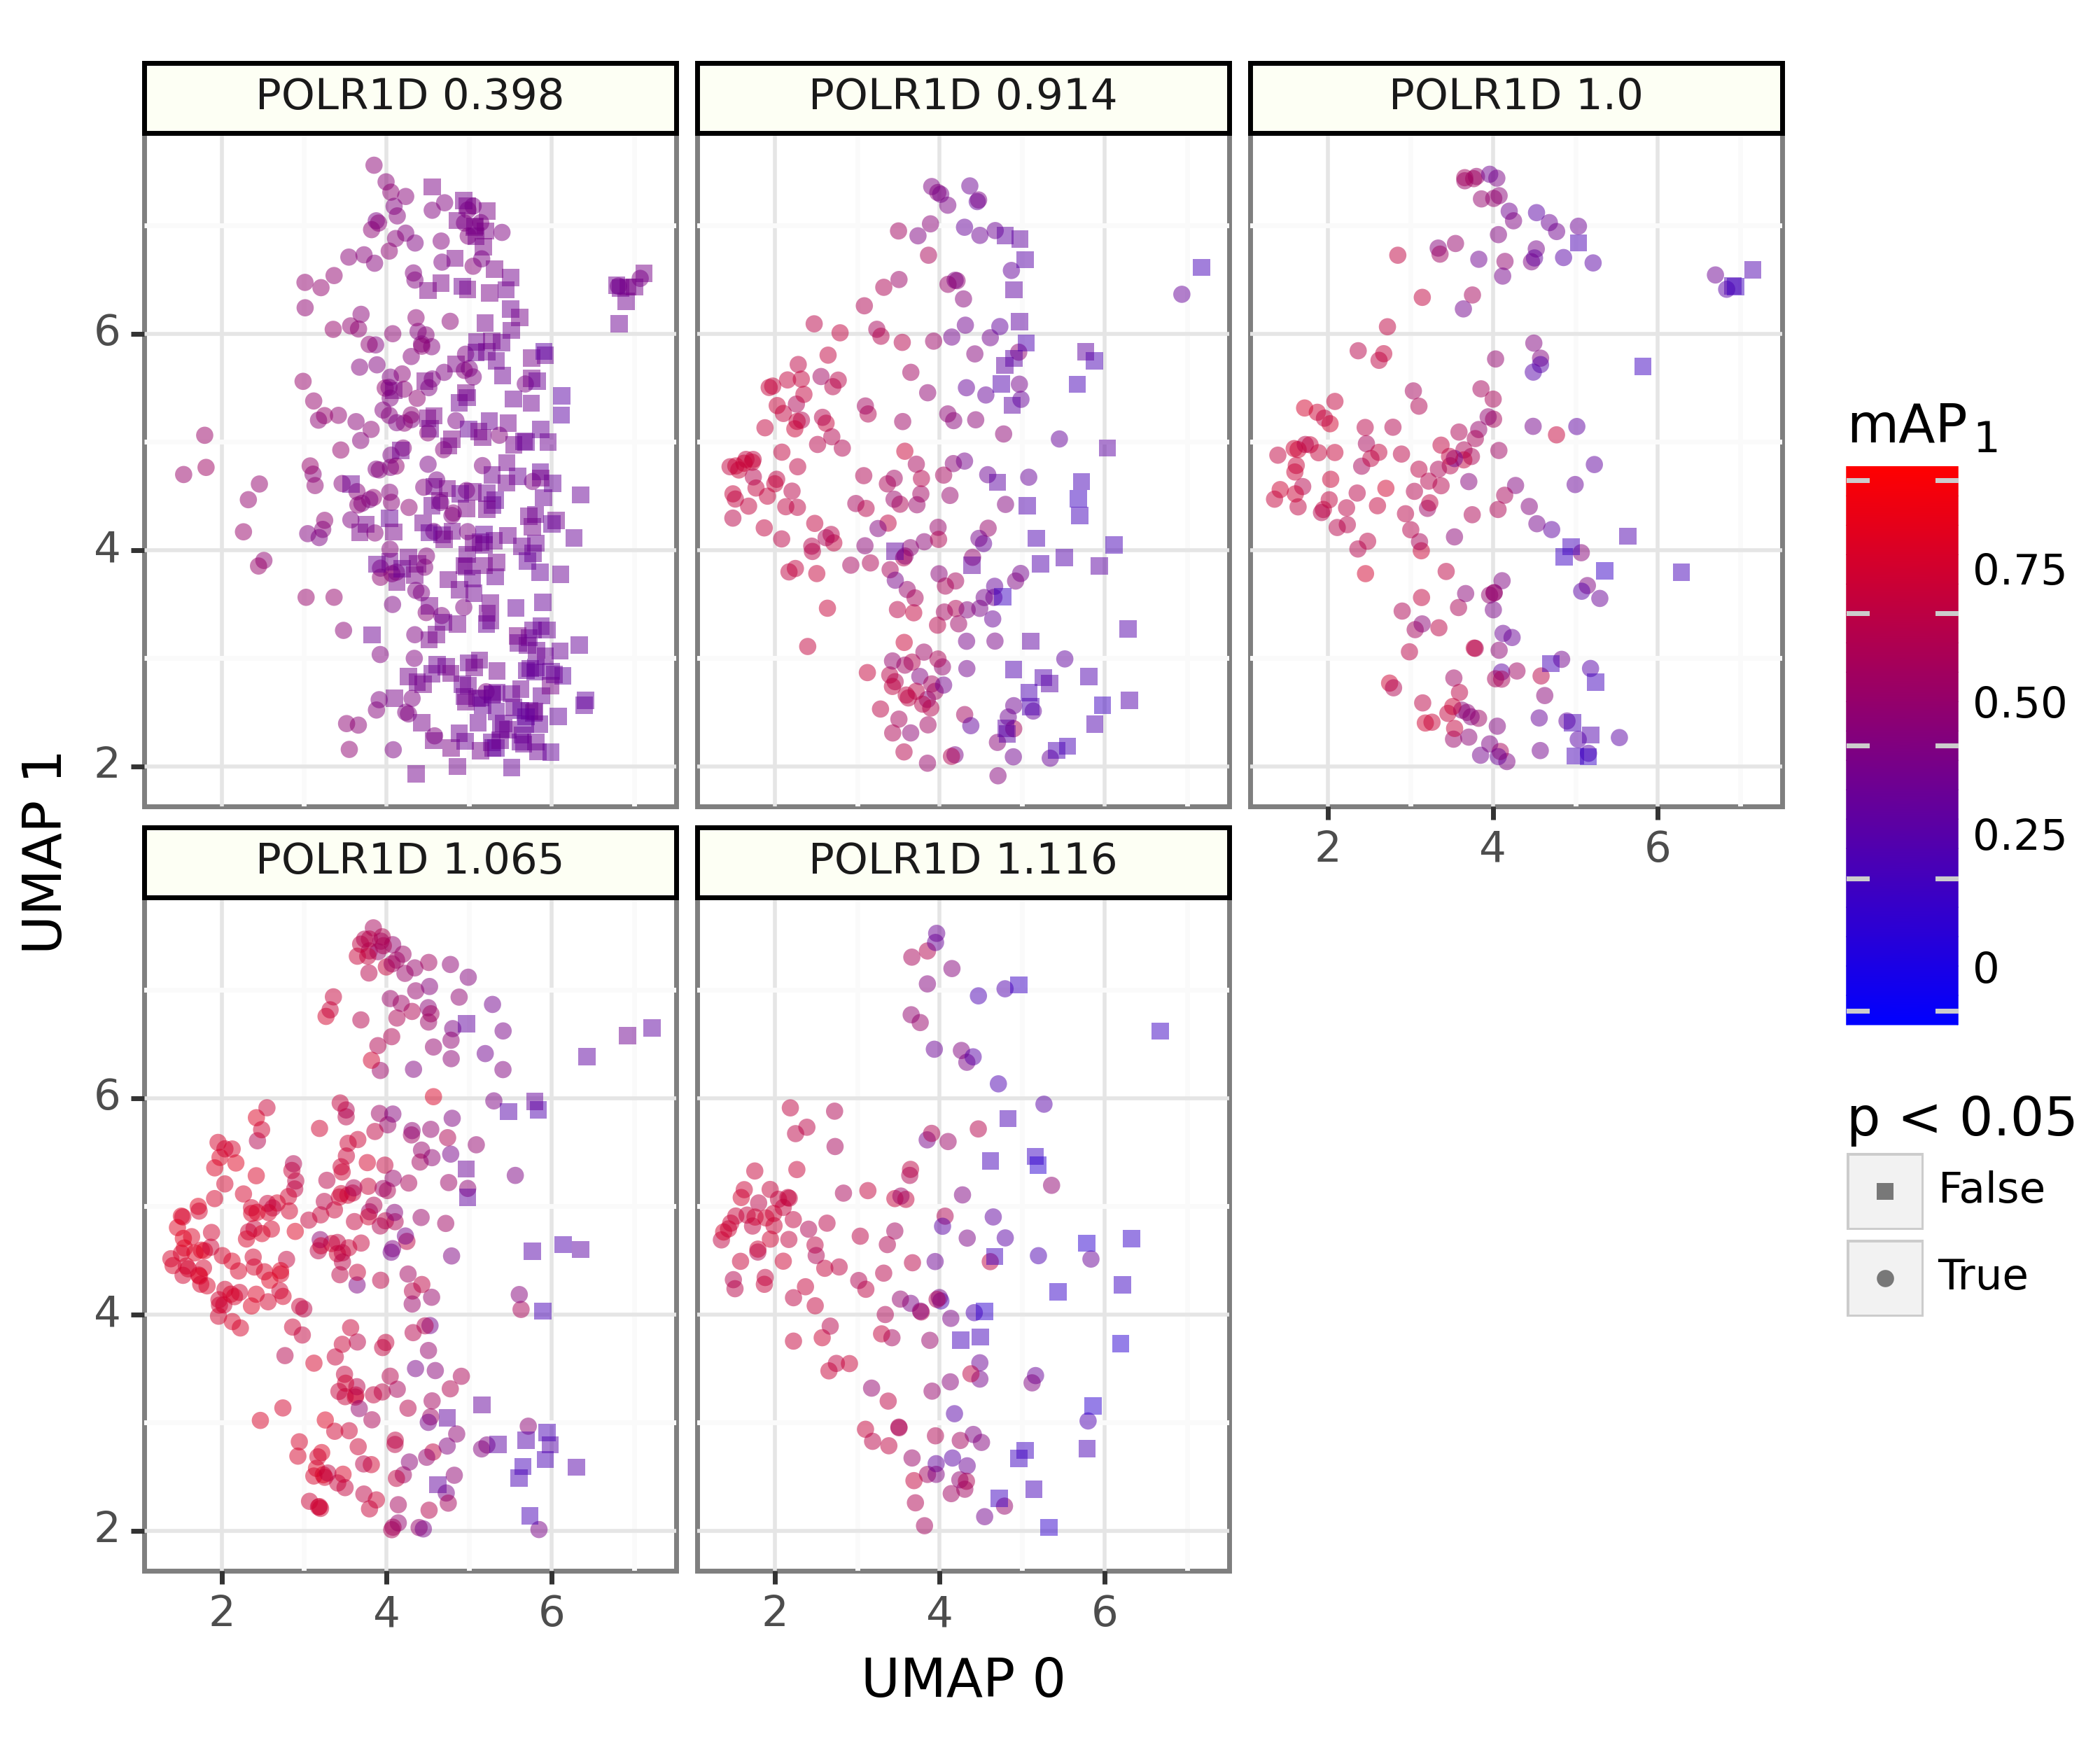 POLR1D 0.398
POLR1D 0.914
POLR1D 1.0
6
4
2
2 4 6
POLR1D 1.065
POLR1D 1.116
6
4
2
2 4 6
2 4 6
UMAP 1
UMAP 0
mAP
1
0.75
0.50
0.25
0
p < 0.05
False
True